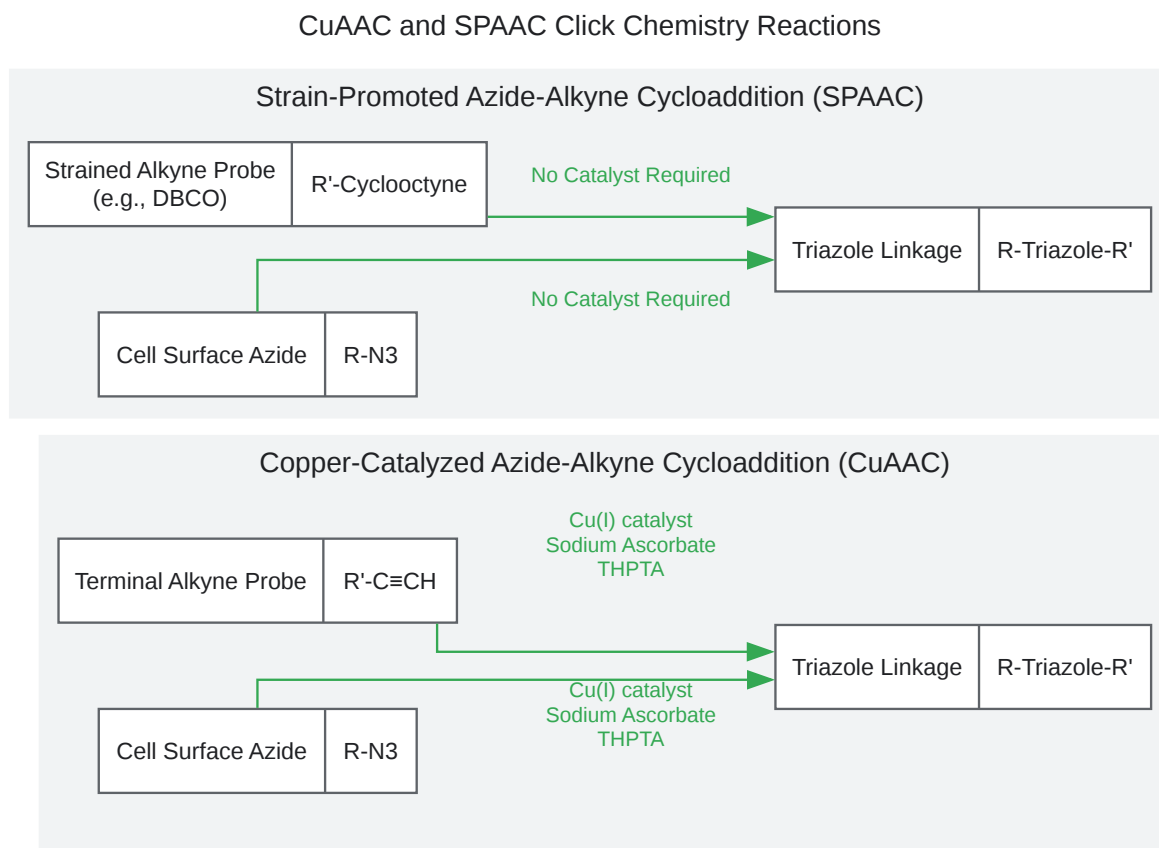 CuAAC and SPAAC Click Chemistry Reactions
Strain-Promoted Azide-Alkyne Cycloaddition (SPAAC)
Strained Alkyne Probe
(e.g., DBCO)
R'-Cyclooctyne
No Catalyst Required
Triazole Linkage
R-Triazole-R'
No Catalyst Required
Cell Surface Azide
R-N3
Copper-Catalyzed Azide-Alkyne Cycloaddition (CuAAC)
Cu(I) catalyst
Sodium Ascorbate
THPTA
Terminal Alkyne Probe
R'-C≡CH
Triazole Linkage
R-Triazole-R'
Cu(I) catalyst
Sodium Ascorbate
THPTA
Cell Surface Azide
R-N3